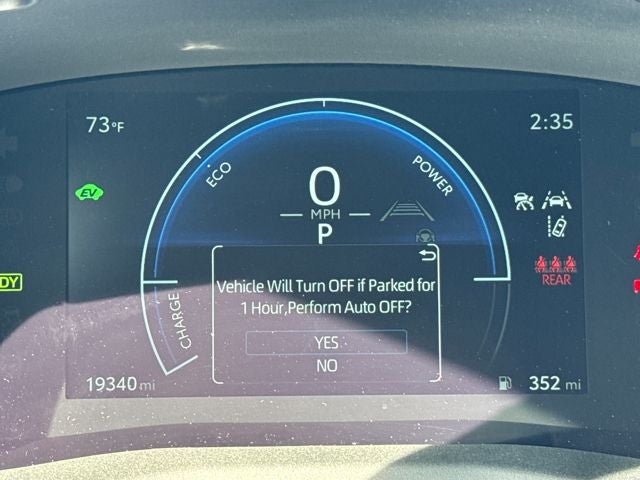 73°F
2:35
ECO
POWER
EV
0
MPH
P
DY
REAR
Vehicle Will Turn OFF if Parked for
1 Hour,Perform Auto OFF?
YES
NO
CHARGE
19340 mi
352 mi